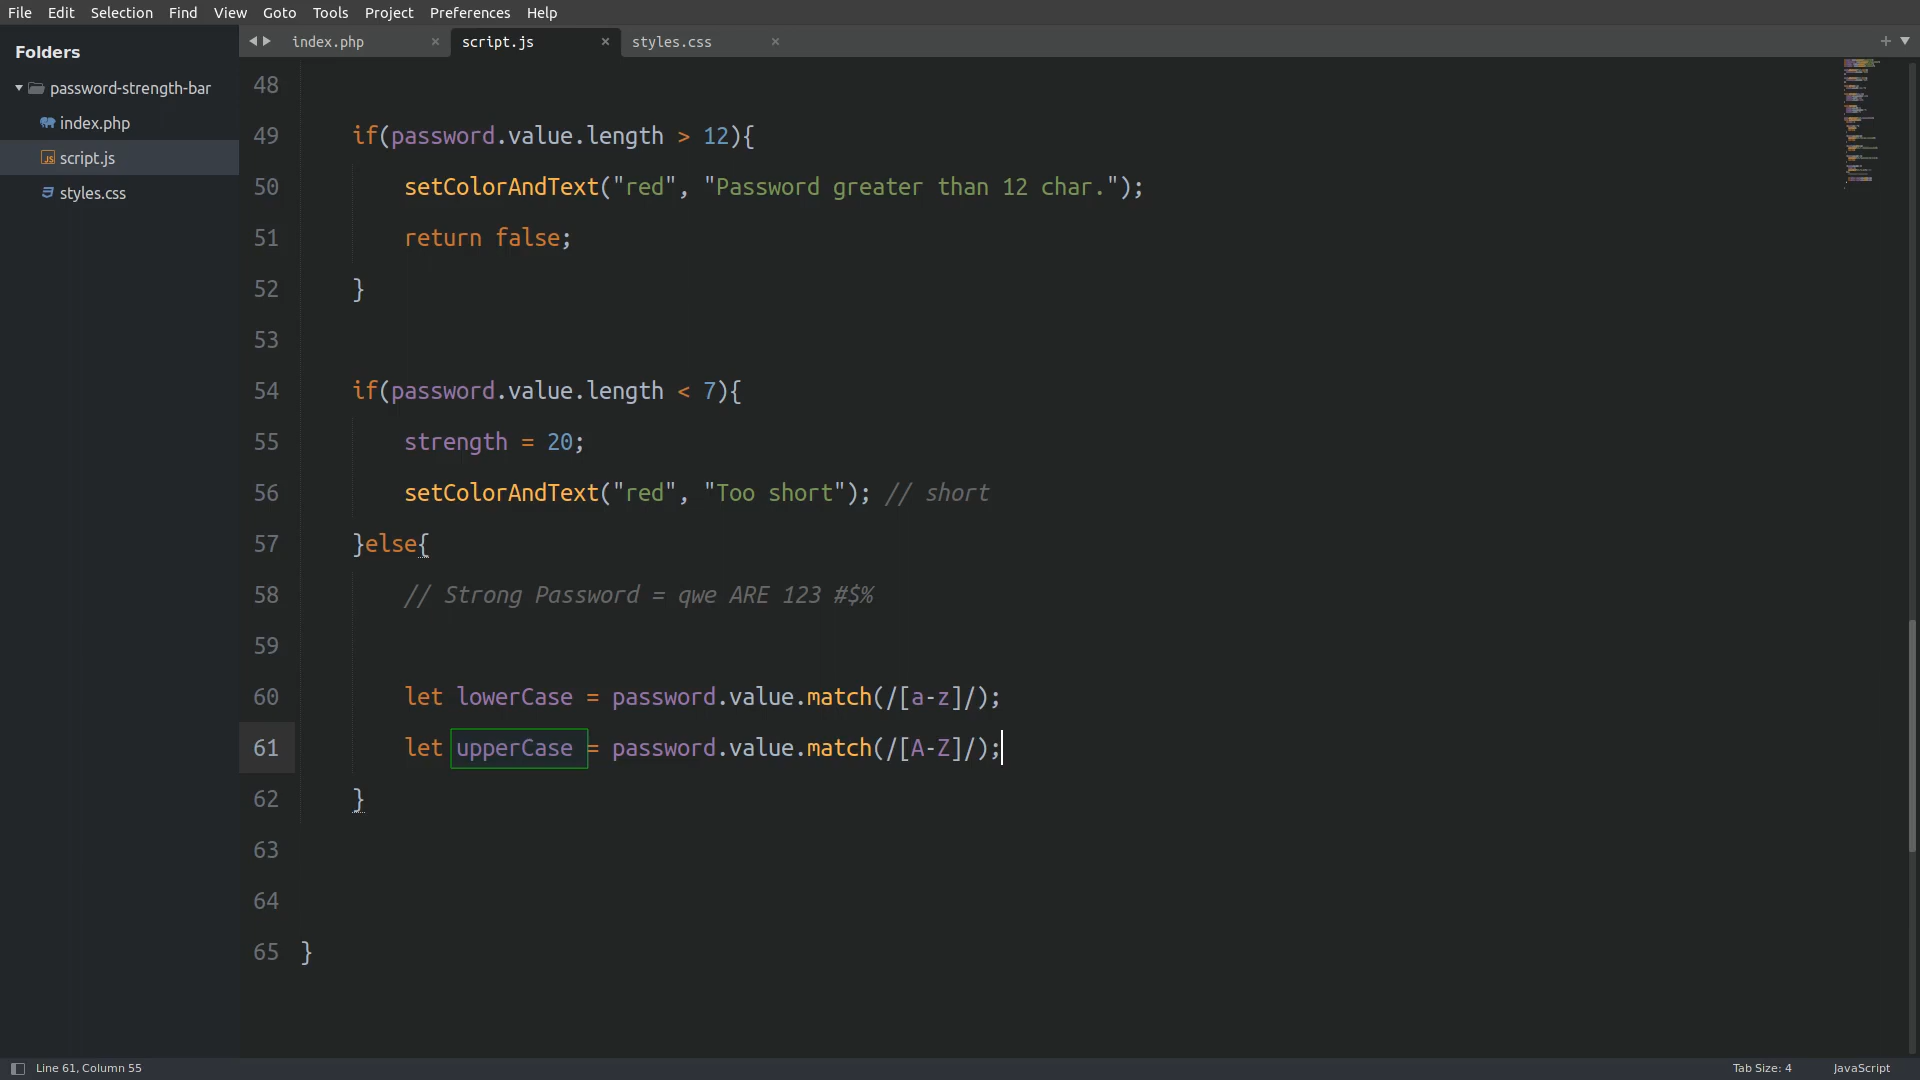 File Edit Selection Find View Goto Tools Project Preferences Help
Folders
password-strength-bar
index.php
script.js
styles.css
index.php × script.js × styles.css ×
48
49 if(password.value.length > 12){
50 setColorAndText("red", "Password greater than 12 char.");
51 return false;
52 }
53
54 if(password.value.length < 7){
55 strength = 20;
56 setColorAndText("red", "Too short"); // short
57 }else{
58 // Strong Password = qwe ARE 123 #$%
59
60 let lowerCase = password.value.match(/[a-z]/);
61 let upperCase = password.value.match(/[A-Z]/);
62 }
63
64
65 }
Line 61, Column 55 Tab Size: 4 JavaScript